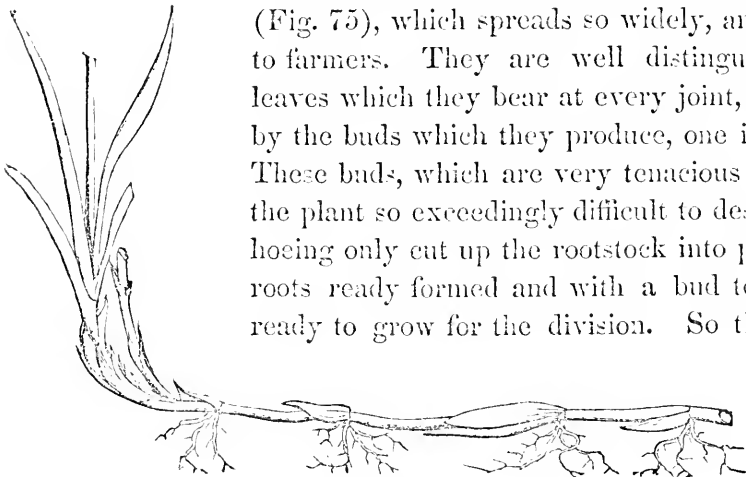 (Fig. 75), which spreads so widely, an
to farmers. They are well distingu
leaves which they bear at every joint,
by the buds which they produce, one i
These buds, which are very tenacious
the plant so exceedingly difficult to des
hoeing only cut up the rootstock into p
roots ready formed and with a bud to
ready to grow for the division. So th